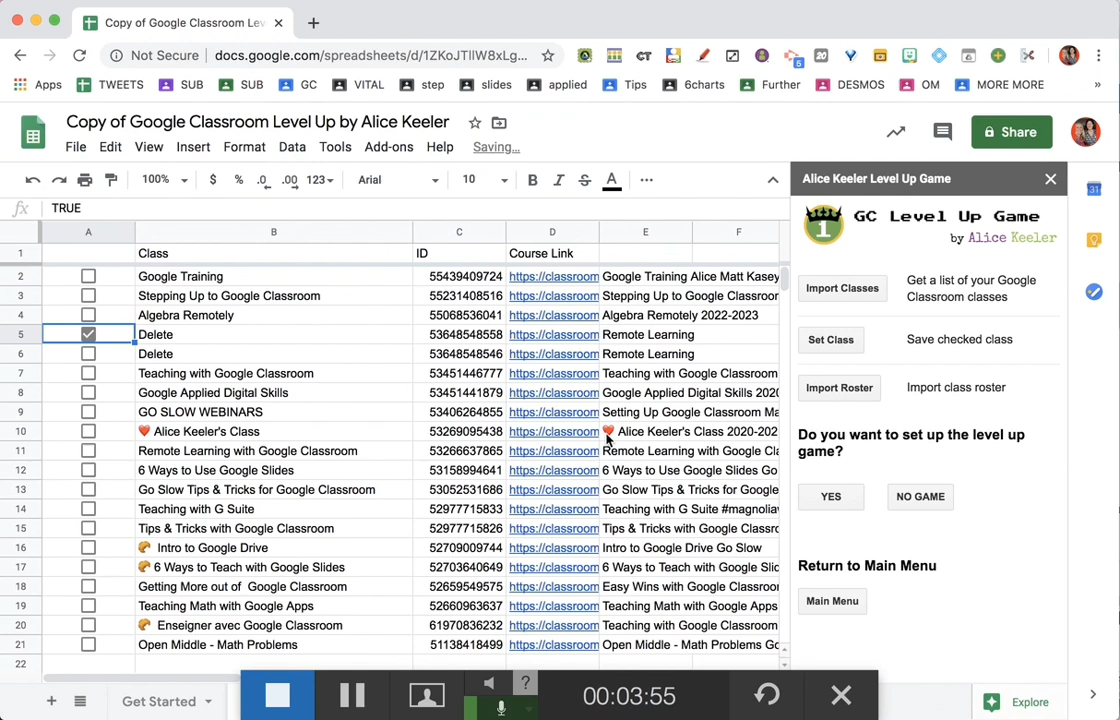 Copy of Google Classroom Lev
Not Secure | docs.google.com/spreadsheets/d/1ZKoJTllW8xLg...
CT 5 20
Apps TWEETS SUB SUB GC VITAL step slides applied Tips 6charts Further DESMOS OM MORE MORE »
Copy of Google Classroom Level Up by Alice Keeler
Share
File Edit View Insert Format Data Tools Add-ons Help Saving...
100% $ % .0 .00 123 Arial 10 B I S A ...
Alice Keeler Level Up Game
31
fx TRUE
1 GC Level Up Game
by Alice Keeler
A B C D E F
1 Class ID Course Link
2 Google Training 55439409724 https://classroom Google Training Alice Matt Kasey
3 Stepping Up to Google Classroom 55231408516 https://classroom Stepping Up to Google Classroor
4 Algebra Remotely 55068536041 https://classroom Algebra Remotely 2022-2023
5 Delete 53648548558 https://classroom Remote Learning
6 Delete 53648548546 https://classroom Remote Learning
7 Teaching with Google Classroom 53451446777 https://classroom Teaching with Google Classroom
8 Google Applied Digital Skills 53451441879 https://classroom Google Applied Digital Skills 2020
9 GO SLOW WEBINARS 53406264855 https://classroom Setting Up Google Classroom Ma
10 ❤️ Alice Keeler's Class 53269095438 https://classroom ❤️ Alice Keeler's Class 2020-202
11 Remote Learning with Google Classroom 53266637865 https://classroom Remote Learning with Google Cl
12 6 Ways to Use Google Slides 53158994641 https://classroom 6 Ways to Use Google Slides Go
13 Go Slow Tips & Tricks for Google Classroom 53052531686 https://classroom Go Slow Tips & Tricks for Google
14 Teaching with G Suite 52977715833 https://classroom Teaching with G Suite #magnolia
15 Tips & Tricks with Google Classroom 52977715826 https://classroom Tips & Tricks with Google Classr
16 🥐 Intro to Google Drive 52709009744 https://classroom Intro to Google Drive Go Slow
17 🥐 6 Ways to Teach with Google Slides 52703640649 https://classroom 6 Ways to Teach with Google Slid
18 Getting More out of Google Classroom 52659549575 https://classroom Easy Wins with Google Classroor
19 Teaching Math with Google Apps 52660963637 https://classroom Teaching Math with Google Apps
20 🥐 Enseigner avec Google Classroom 61970836232 https://classroom Teaching with Google Classroom
21 Open Middle - Math Problems 51138418499 https://classroom Open Middle - Math Problems Go
22
Import Classes Get a list of your Google
Classroom classes
Set Class Save checked class
Import Roster Import class roster
Do you want to set up the level up
game?
YES NO GAME
Return to Main Menu
Main Menu
Get Started
?
00:03:55
Explore